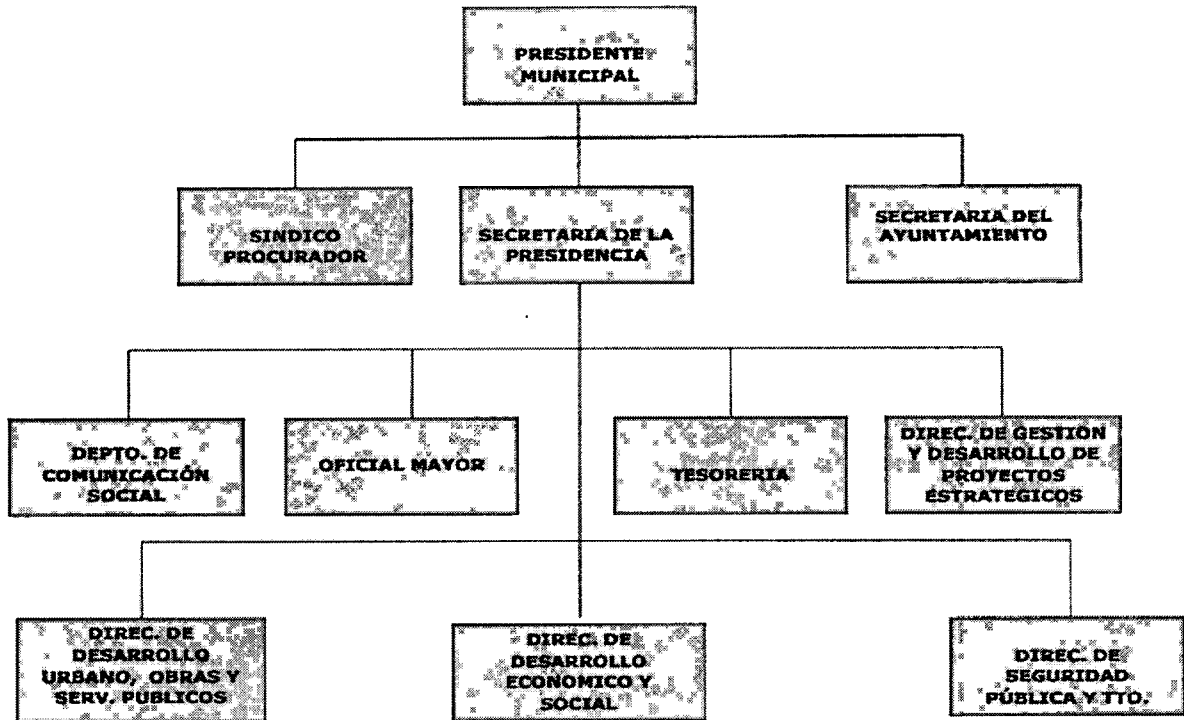 PRESIDENTE
MUNICIPAL
SINDICO
PROCURADOR
SECRETARIA DE LA
PRESIDENCIA
SECRETARIA DEL
AYUNTAMIENTO
DEPTO. DE
COMUNICACIÓN
SOCIAL
OFICIAL MAYOR
TESORERIA
DIREC. DE GESTIÓN
Y DESARROLLO DE
PROYECTOS
ESTRATEGICOS
DIREC. DE
DESARROLLO
URBANO, OBRAS Y
SERV. PUBLICOS
DIREC. DE
DESARROLLO
ECONOMICO Y
SOCIAL
DIREC. DE
SEGURIDAD
PÚBLICA Y TTO.